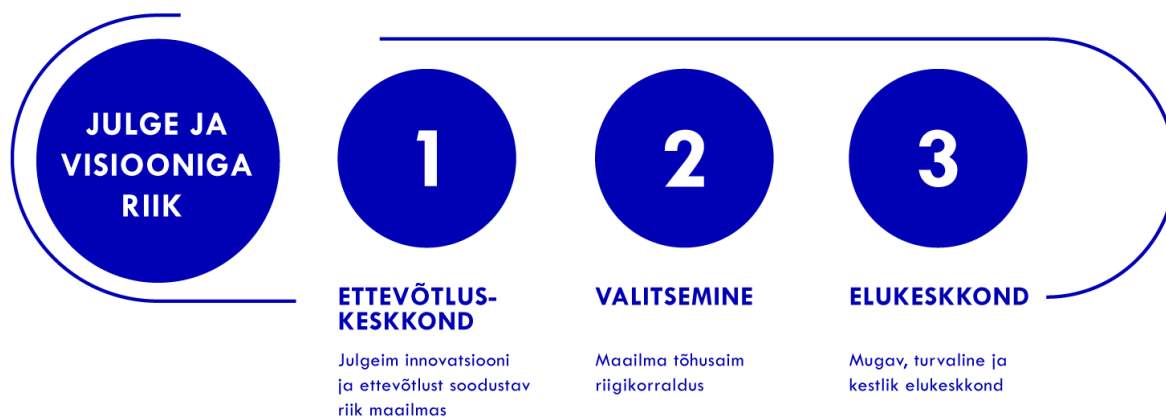 JULGE JA
VISIOONIGA
RIIK
1
ETTEVÕTLUS-
KESKKOND
Julgeim innovatsiooni
ja ettevõtlust soodustav
riik maailmas
2
VALITSEMINE
Maailma tõhusaim
riigikorraldus
3
ELUKESKKOND
Mugav, turvaline ja
kestlik elukeskkond